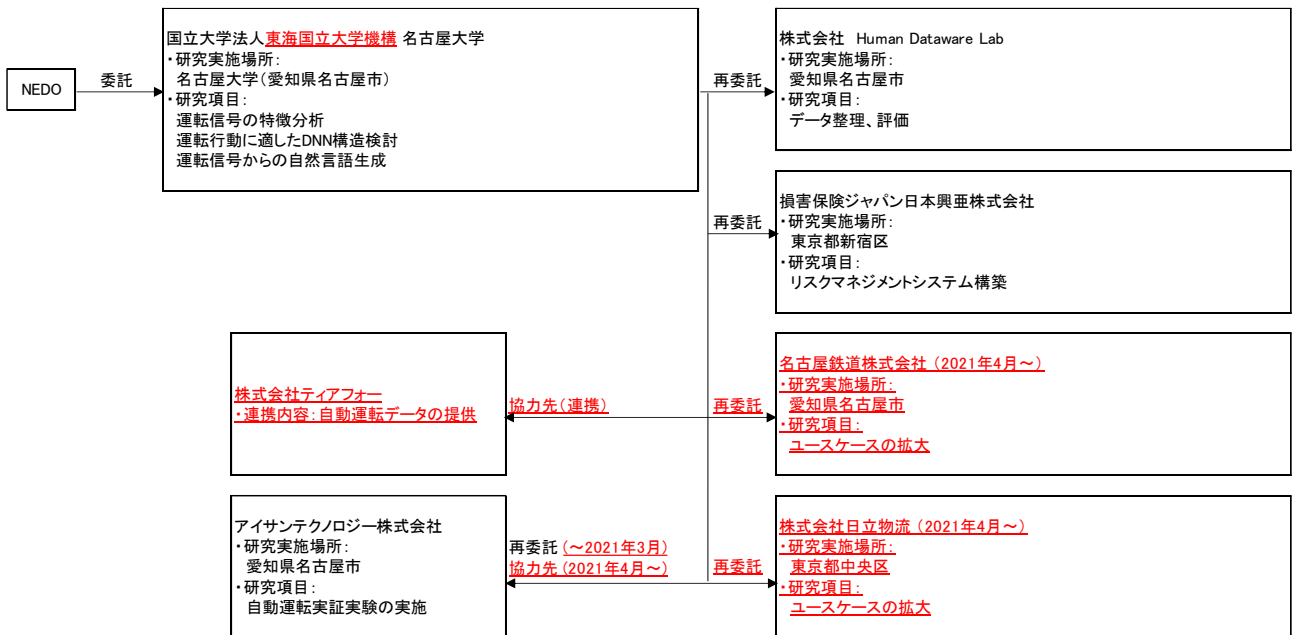 NEDO
委託
国立大学法人東海国立大学機構 名古屋大学
・研究実施場所：
名古屋大学（愛知県名古屋市）
・研究項目：
運転信号の特徴分析
運転行動に適したDNN構造検討
運転信号からの自然言語生成
再委託
株式会社　Human Dataware Lab
・研究実施場所：
愛知県名古屋市
・研究項目：
データ整理、評価
再委託
損害保険ジャパン日本興亜株式会社
・研究実施場所：
東京都新宿区
・研究項目：
リスクマネジメントシステム構築
株式会社ティアフォー
・連携内容：自動運転データの提供
協力先（連携）
再委託
名古屋鉄道株式会社 （2021年4月～）
・研究実施場所：
愛知県名古屋市
・研究項目：
ユースケースの拡大
アイサンテクノロジー株式会社
・研究実施場所：
愛知県名古屋市
・研究項目：
自動運転実証実験の実施
再委託 （～2021年3月）
協力先 （2021年4月～）
再委託
株式会社日立物流 （2021年4月～）
・研究実施場所：
東京都中央区
・研究項目：
ユースケースの拡大